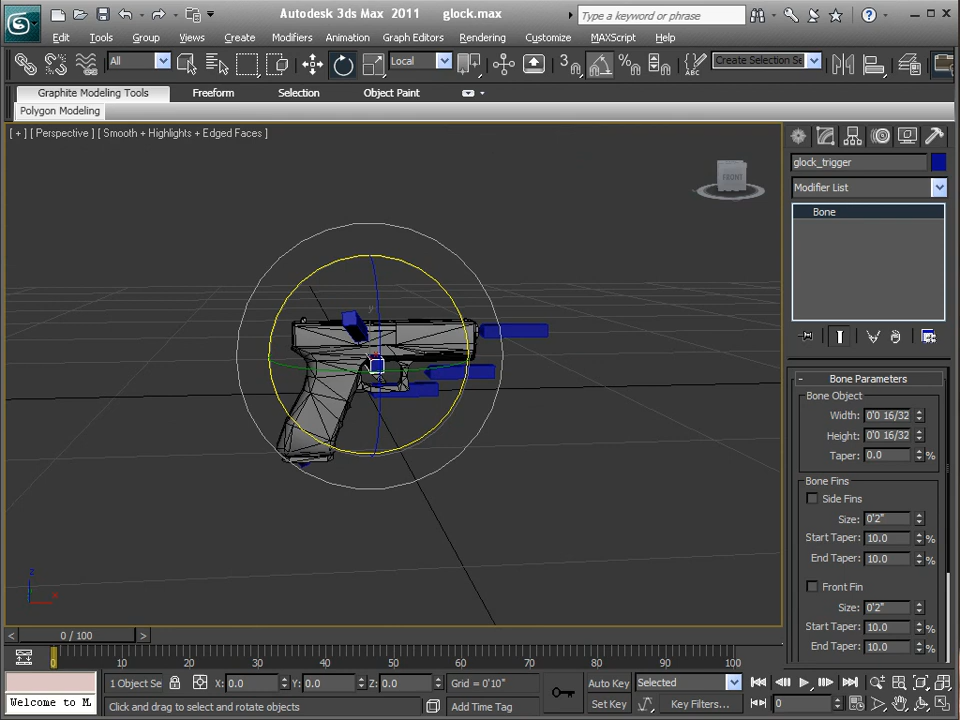 Autodesk 3ds Max 2011 glock.max
Type a keyword or phrase
Edit Tools Group Views Create Modifiers Animation Graph Editors Rendering Customize MAXScript Help
All Local 3 Create Selection Se
Graphite Modeling Tools Freeform Selection Object Paint
Polygon Modeling
[ + ] [ Perspective ] [ Smooth + Highlights + Edged Faces ]
FRONT
glock_trigger
Modifier List
Bone
y
- Bone Parameters
Bone Object
Width: 0'0 16/32
Height: 0'0 16/32
Taper: 0.0 %
Bone Fins
Side Fins
Size: 0'2"
Start Taper: 10.0 %
End Taper: 10.0 %
Front Fin
Size: 0'2"
Start Taper: 10.0 %
End Taper: 10.0 %
z
x
< 0 / 100 >
0 10 20 30 40 50 60 70 80 90 100
1 Object Se X: 0.0 Y: 0.0 Z: 0.0 Grid = 0'10" Auto Key Selected
Welcome to M
Click and drag to select and rotate objects Add Time Tag Set Key Key Filters... 0